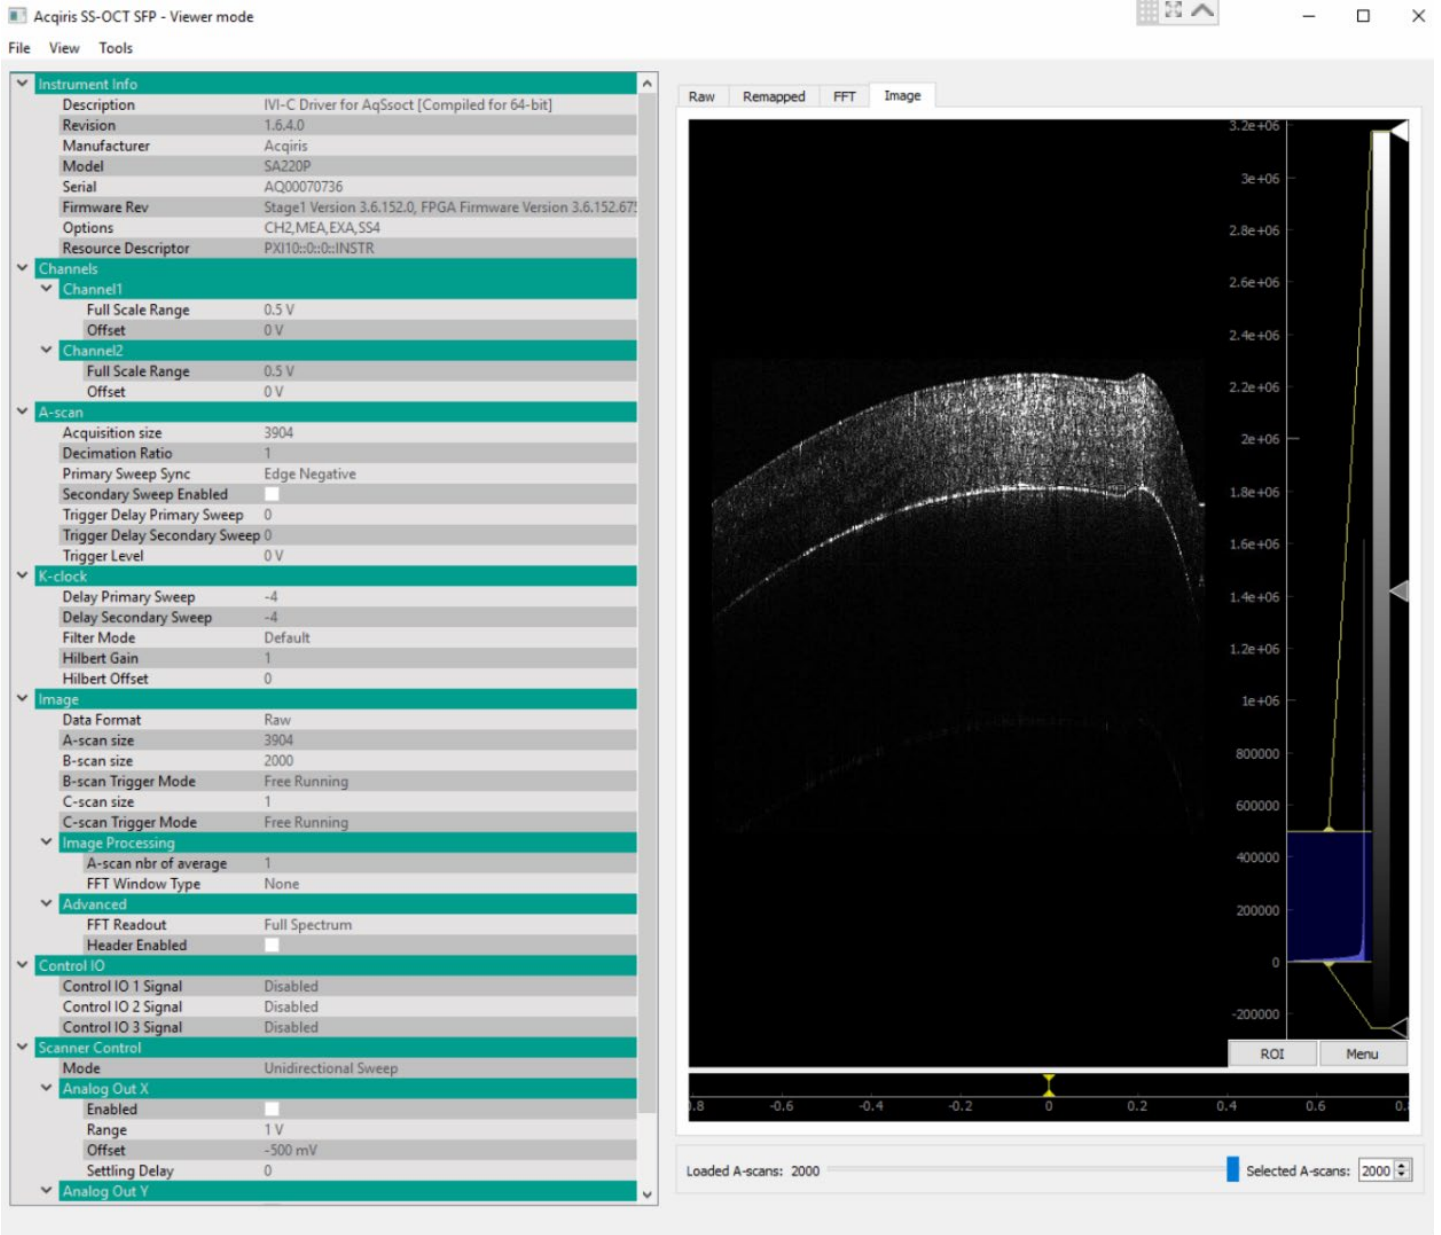 Acqiris SS-OCT SFP - Viewer mode
File View Tools
Instrument Info
Description IVI-C Driver for AqSsoct [Compiled for 64-bit]
Revision 1.6.4.0
Manufacturer Acqiris
Model SA220P
Serial AQ00070736
Firmware Rev Stage1 Version 3.6.152.0, FPGA Firmware Version 3.6.152.67
Options CH2,MEA,EXA,SS4
Resource Descriptor PXI10::0::0::INSTR
Channels
Channel1
Full Scale Range 0.5 V
Offset 0 V
Channel2
Full Scale Range 0.5 V
Offset 0 V
A-scan
Acquisition size 3904
Decimation Ratio 1
Primary Sweep Sync Edge Negative
Secondary Sweep Enabled
Trigger Delay Primary Sweep 0
Trigger Delay Secondary Sweep 0
Trigger Level 0 V
K-clock
Delay Primary Sweep -4
Delay Secondary Sweep -4
Filter Mode Default
Hilbert Gain 1
Hilbert Offset 0
Image
Data Format Raw
A-scan size 3904
B-scan size 2000
B-scan Trigger Mode Free Running
C-scan size 1
C-scan Trigger Mode Free Running
Image Processing
A-scan nbr of average 1
FFT Window Type None
Advanced
FFT Readout Full Spectrum
Header Enabled
Control IO
Control IO 1 Signal Disabled
Control IO 2 Signal Disabled
Control IO 3 Signal Disabled
Scanner Control
Mode Unidirectional Sweep
Analog Out X
Enabled
Range 1 V
Offset -500 mV
Settling Delay 0
Analog Out Y
Raw Remapped FFT Image
3.2e+06
3e+06
2.8e+06
2.6e+06
2.4e+06
2.2e+06
2e+06
1.8e+06
1.6e+06
1.4e+06
1.2e+06
1e+06
800000
600000
400000
200000
0
-200000
ROI Menu
-0.6 -0.4 -0.2 0 0.2 0.4 0.6
Loaded A-scans: 2000 Selected A-scans: 2000